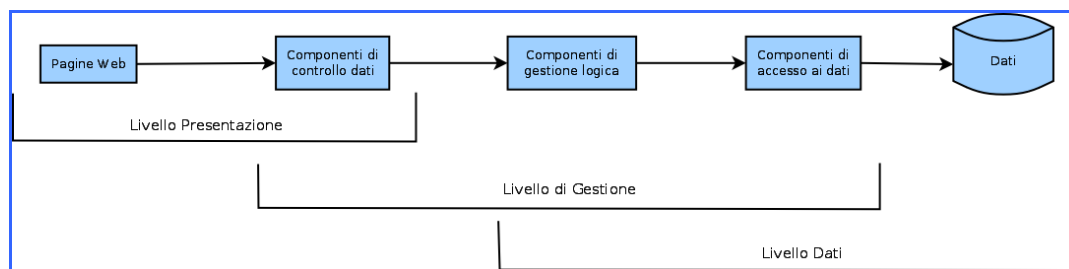 Pagine Web
Componenti di
controllo dati
Componenti di
gestione logica
Componenti di
accesso ai dati
Dati
Livello Presentazione
Livello di Gestione
Livello Dati